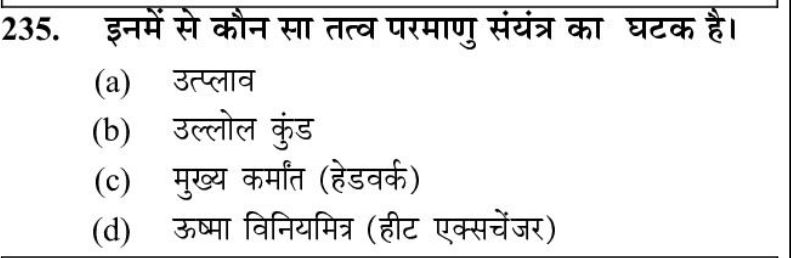 235. इनमें से कौन सा तत्व परमाणु संयंत्र का घटक है।
(a) उत्प्लाव
(b) उल्लोल कुंड
(c) मुख्य कर्मांत (हेडवर्क)
(d) ऊष्मा विनियमित्र (हीट एक्सचेंजर)